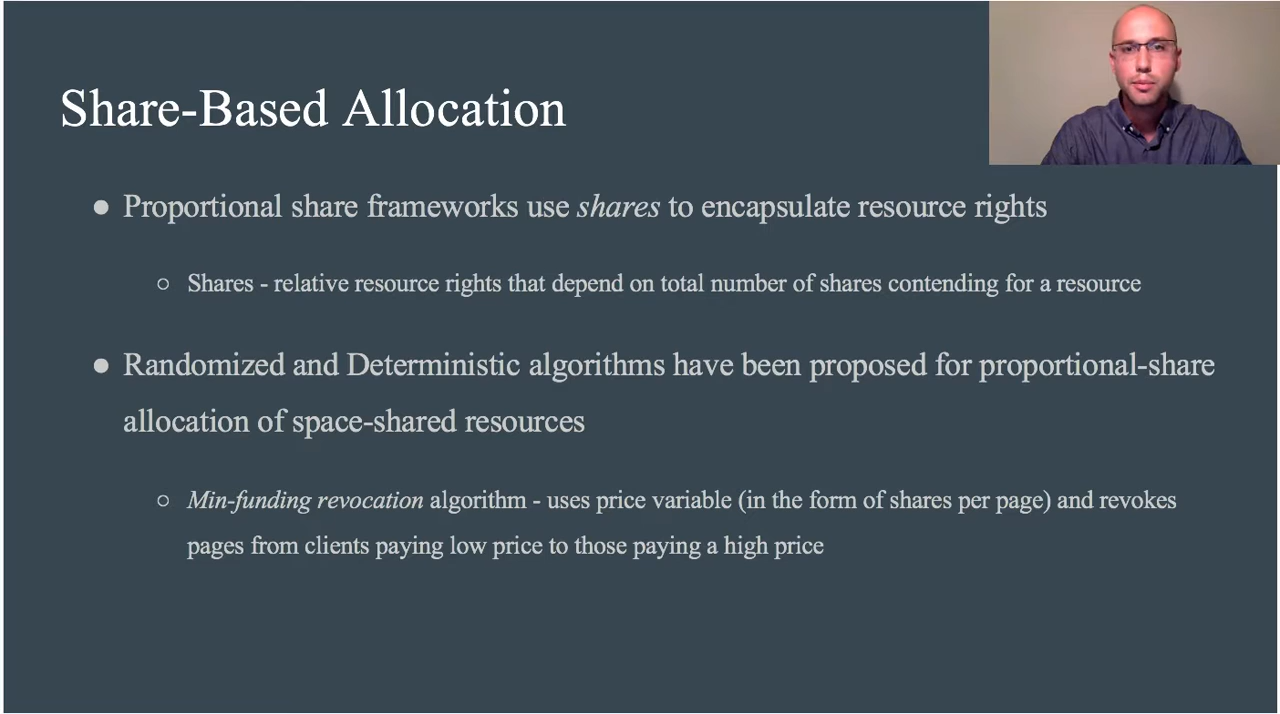 Share-Based Allocation
● Proportional share frameworks use shares to encapsulate resource rights
○ Shares - relative resource rights that depend on total number of shares contending for a resource
● Randomized and Deterministic algorithms have been proposed for proportional-share
allocation of space-shared resources
○ Min-funding revocation algorithm - uses price variable (in the form of shares per page) and revokes
pages from clients paying low price to those paying a high price